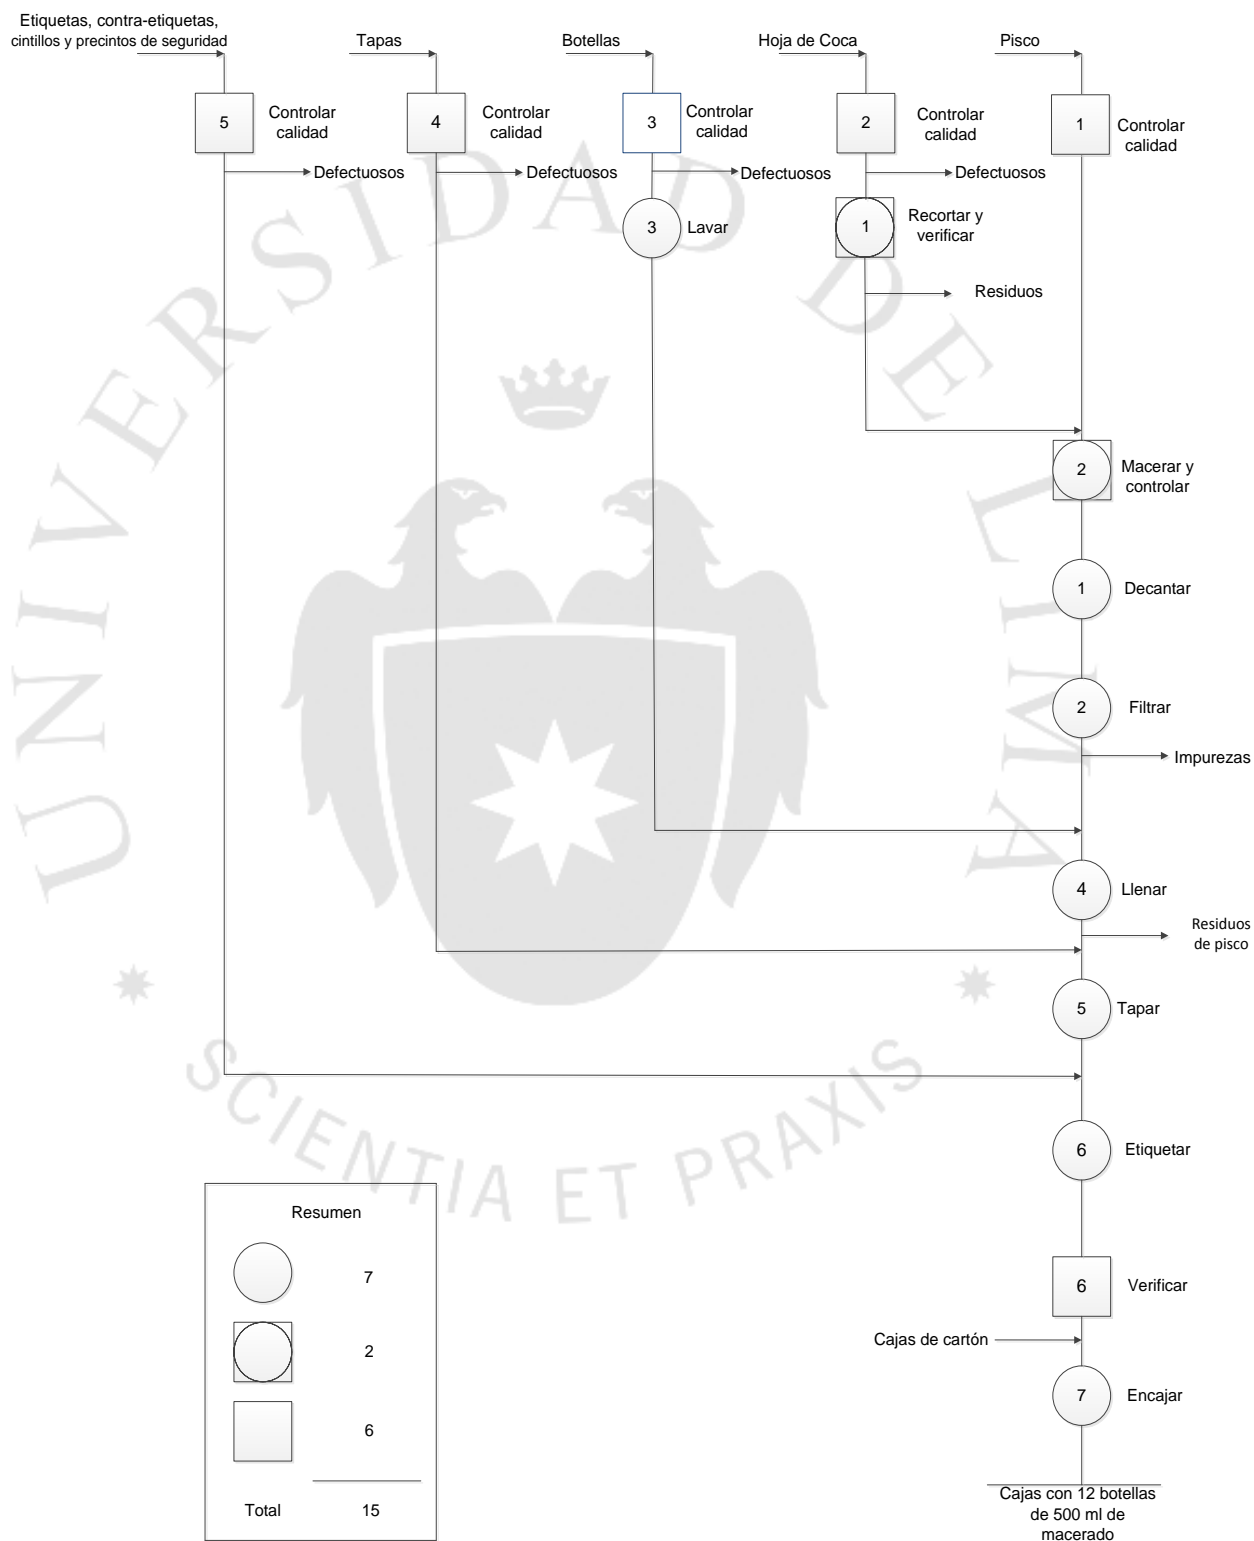 Etiquetas, contra-etiquetas,
cintillos y precintos de seguridad
Tapas
Botellas
Hoja de Coca
Pisco
5
Controlar
calidad
4
Controlar
calidad
3
Controlar
calidad
2
Controlar
calidad
1
Controlar
calidad
Defectuosos
Defectuosos
Defectuosos
Defectuosos
3
Lavar
1
Recortar y
verificar
Residuos
2
Macerar y
controlar
1
Decantar
2
Filtrar
Impurezas
4
Llenar
Residuos
de pisco
5
Tapar
6
Etiquetar
6
Verificar
Cajas de cartón
7
Encajar
Cajas con 12 botellas
de 500 ml de
macerado
Resumen
7
2
6
Total 15
UNIVERSIDAD DE LIMA
SCIENTIA ET PRAXIS